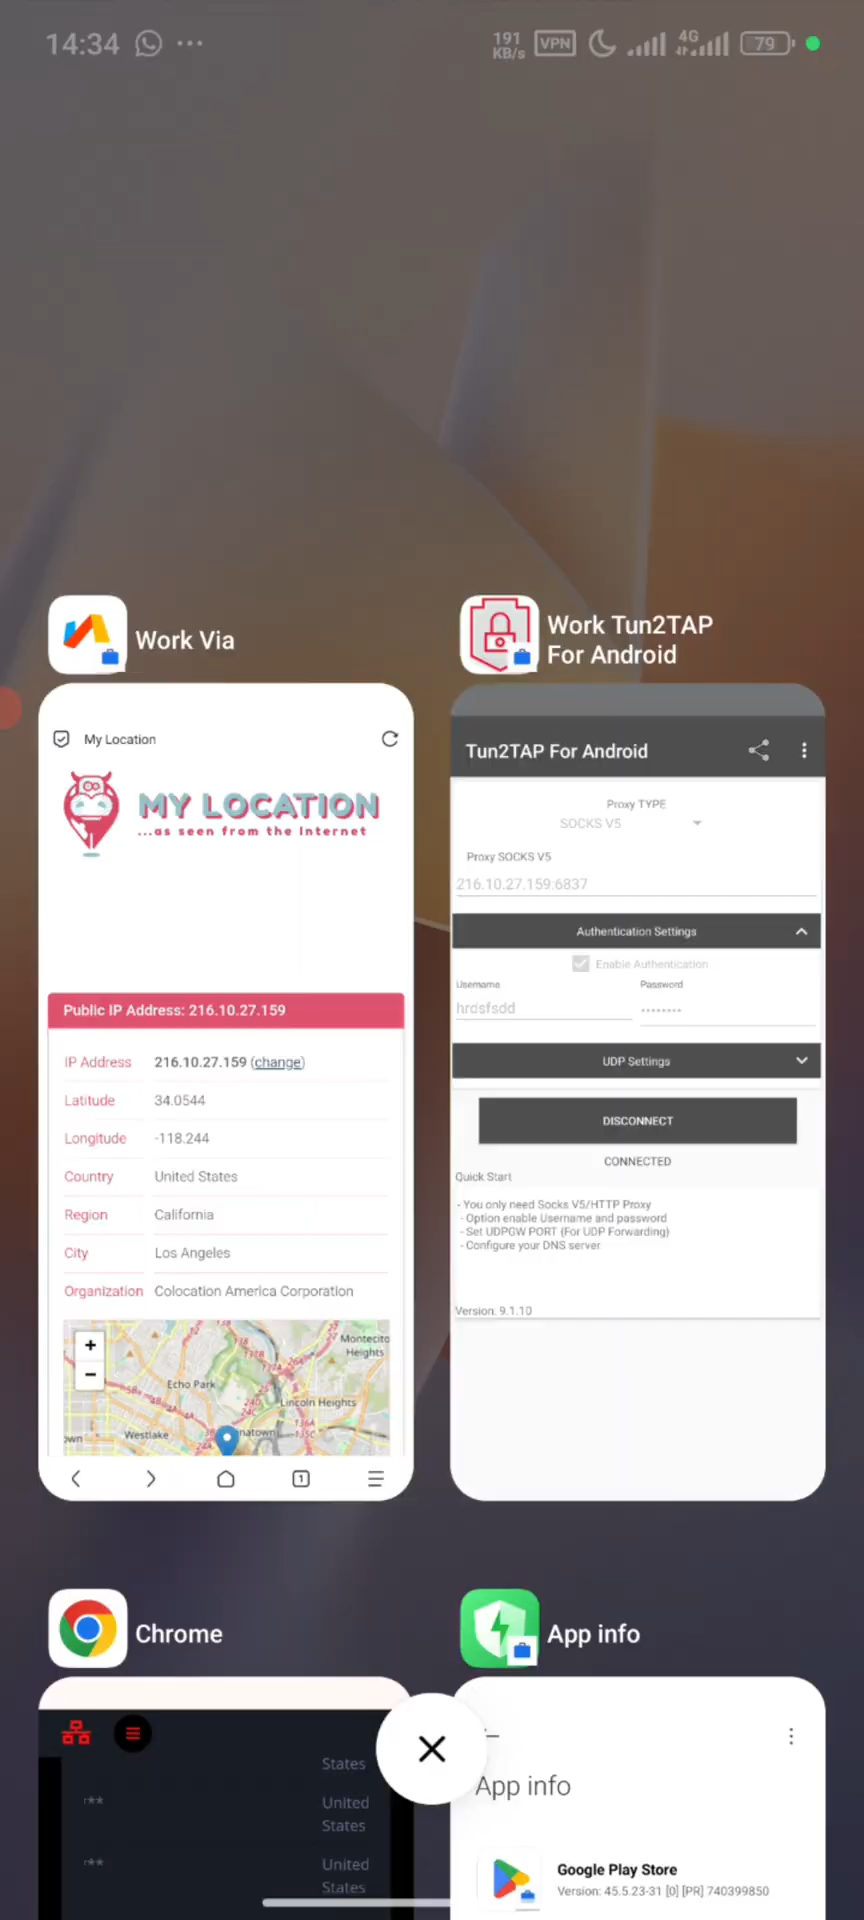 14:34
191
KB/s
VPN
4G
79
Work Via
Work Tun2TAP
For Android
My Location
MY LOCATION
...as seen from the Internet
Public IP Address: 216.10.27.159
IP Address 216.10.27.159 (change)
Latitude 34.0544
Longitude -118.244
Country United States
Region California
City Los Angeles
Organization Colocation America Corporation
+
−
Montecito
Heights
Echo Park
Lincoln Heights
Westlake
Tun2TAP For Android
Proxy TYPE
SOCKS V5
Proxy SOCKS V5
216.10.27.159:6837
Authentication Settings
Enable Authentication
Username Password
hrdsfsdd ••••••••
UDP Settings
DISCONNECT
CONNECTED
Quick Start
- You only need Socks V5/HTTP Proxy
- Option enable Username and password
- Set UDPGW PORT (For UDP Forwarding)
- Configure your DNS server
Version: 9.1.10
Chrome
App info
States
r** United
States
** United
States
App info
Google Play Store
Version: 45.5.23-31 [0] [PR] 740399850